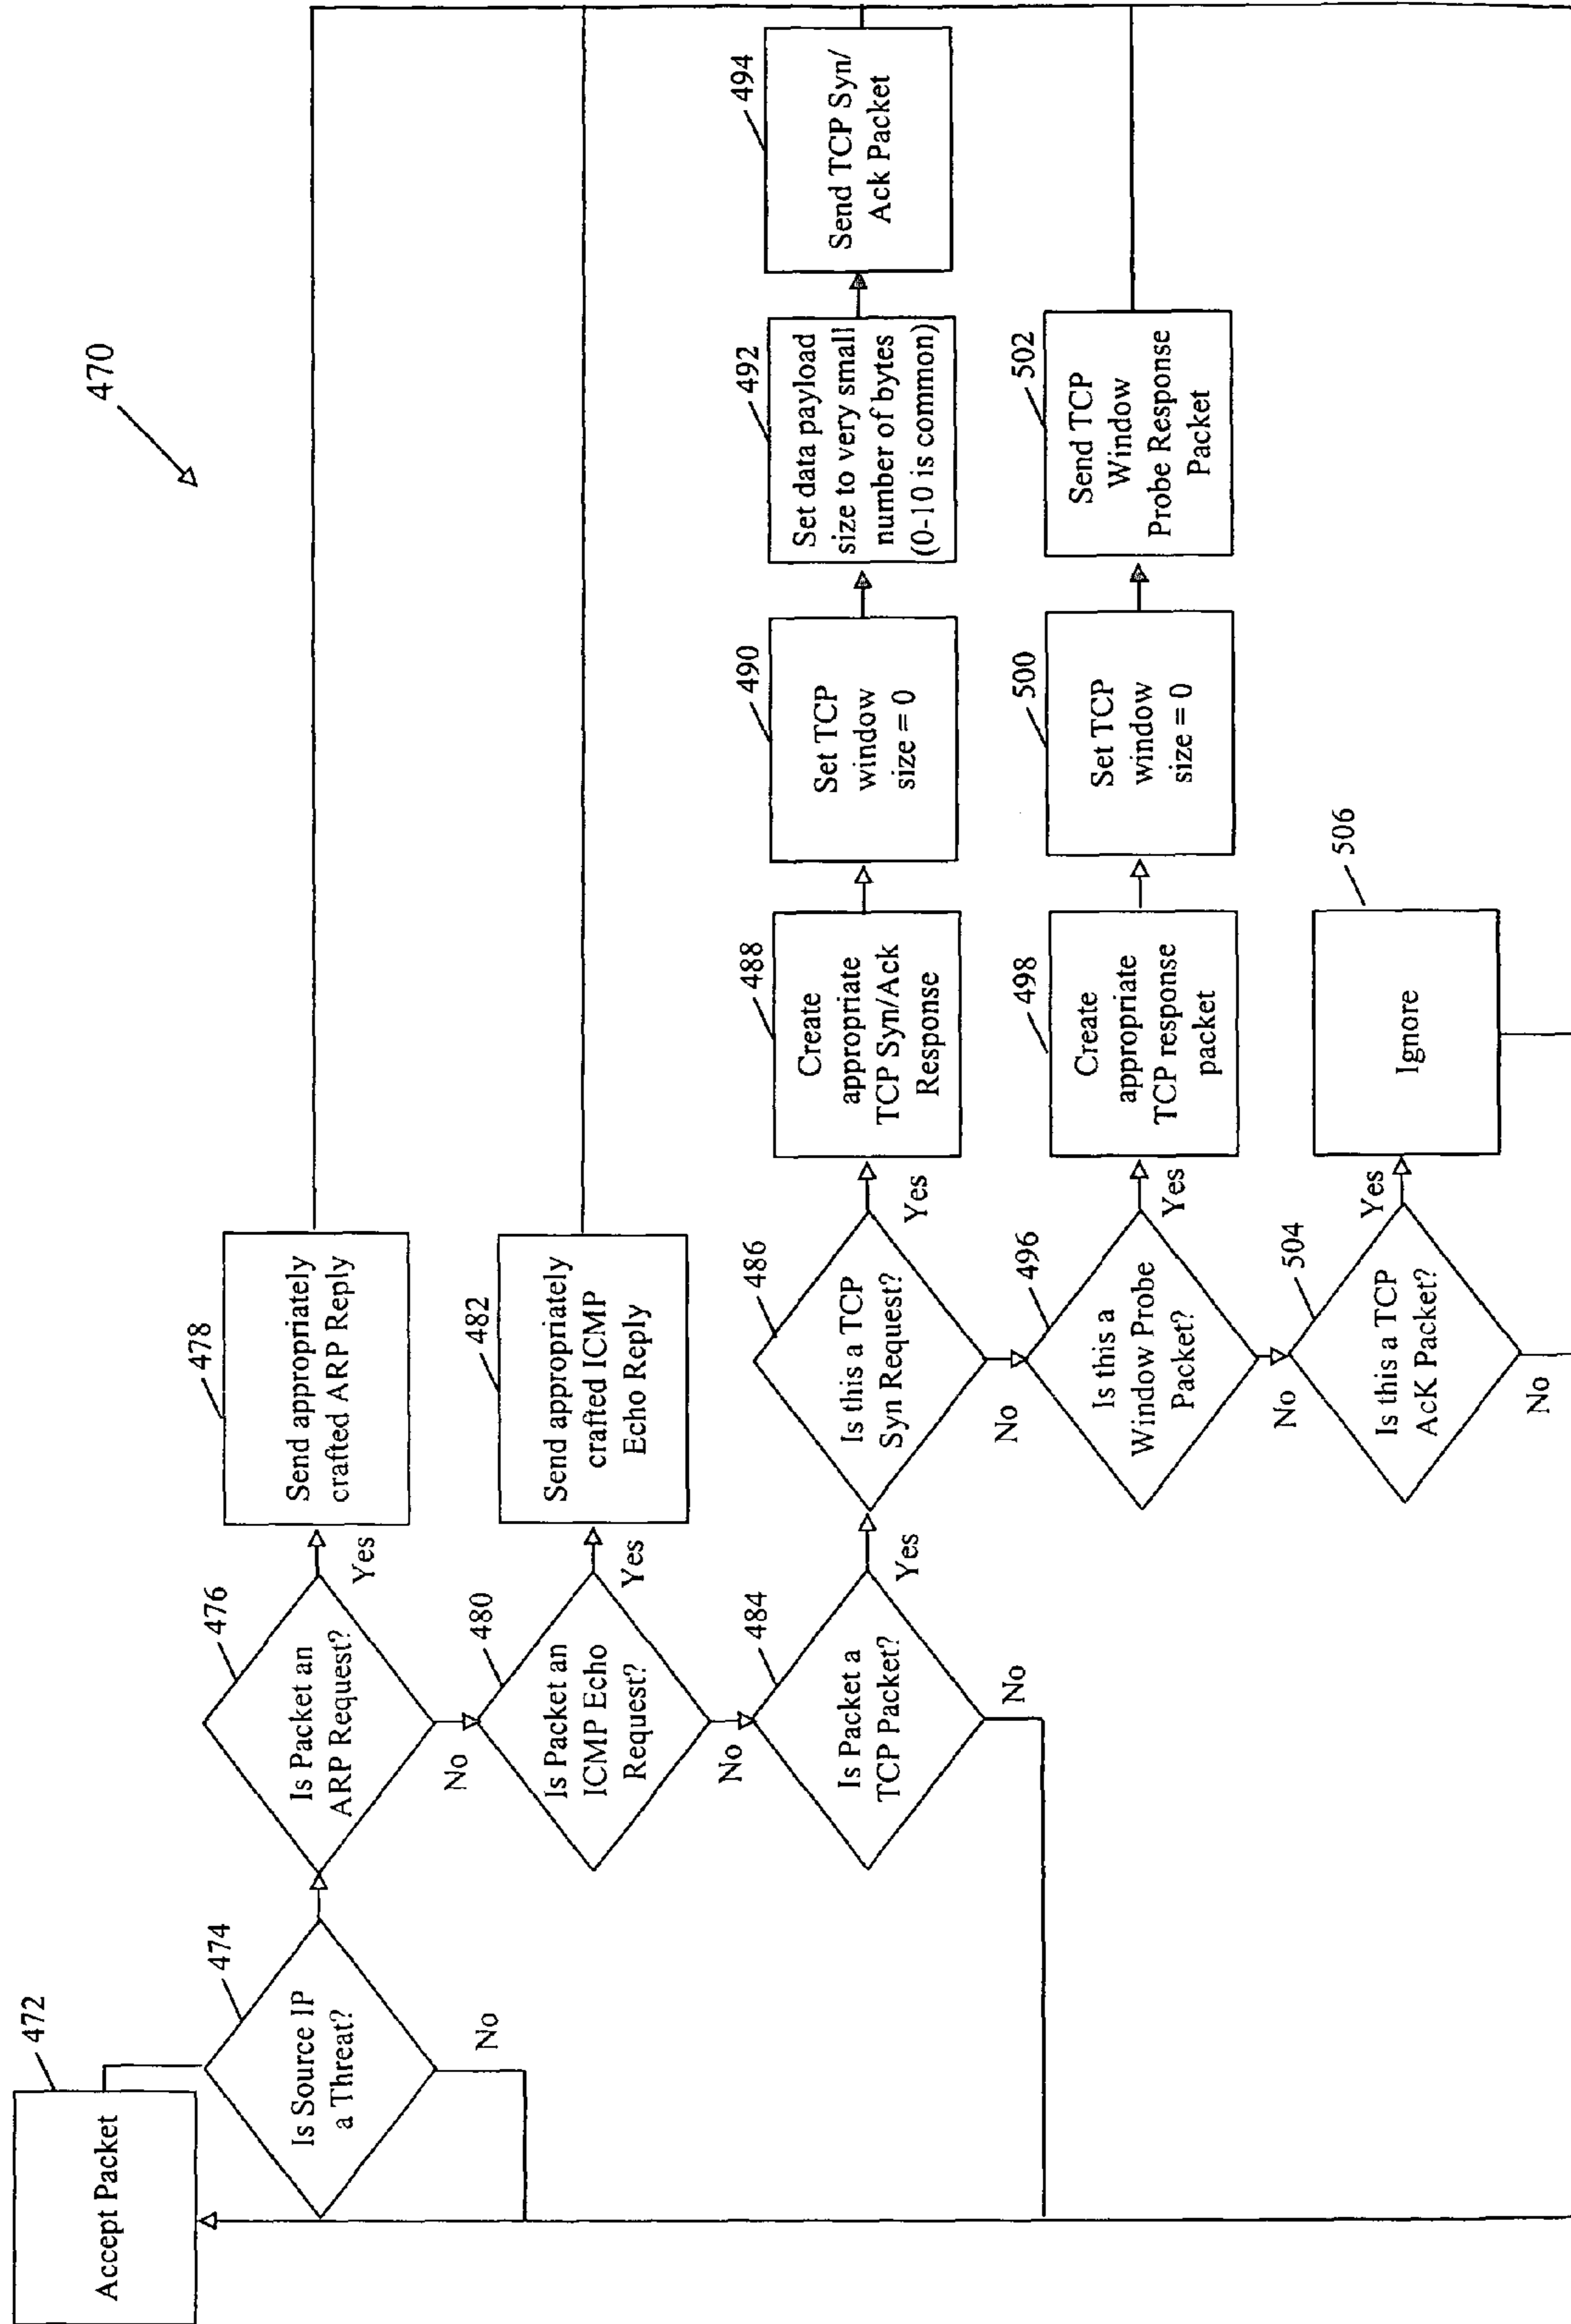 470
472
Accept Packet
474
Is Source IP
a Threat?
No
476
Is Packet an
ARP Request?
Yes
No
478
Send appropriately
crafted ARP Reply
480
Is Packet an
ICMP Echo
Request?
Yes
No
482
Send appropriately
crafted ICMP
Echo Reply
484
Is Packet a
TCP Packet?
Yes
No
486
Is this a TCP
Syn Request?
Yes
No
488
Create
appropriate
TCP Syn/Ack
Response
490
Set TCP
window
size = 0
492
Set data payload
size to very small
number of bytes
(0-10 is common)
494
Send TCP Syn/
Ack Packet
496
Is this a
Window Probe
Packet?
Yes
No
498
Create
appropriate
TCP response
packet
500
Set TCP
window
size = 0
502
Send TCP
Window
Probe Response
Packet
504
Is this a TCP
AcK Packet?
Yes
No
506
Ignore